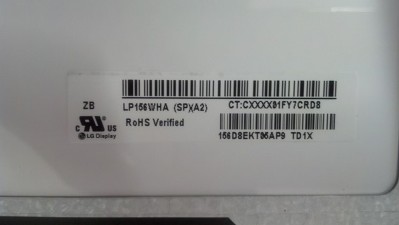 ZB
LP156WHA (SP)(A2)
CT:CXXXX01FY7CRD8
c US
LG Display
RoHS Verified
156D8EKT06AP9 TD1X